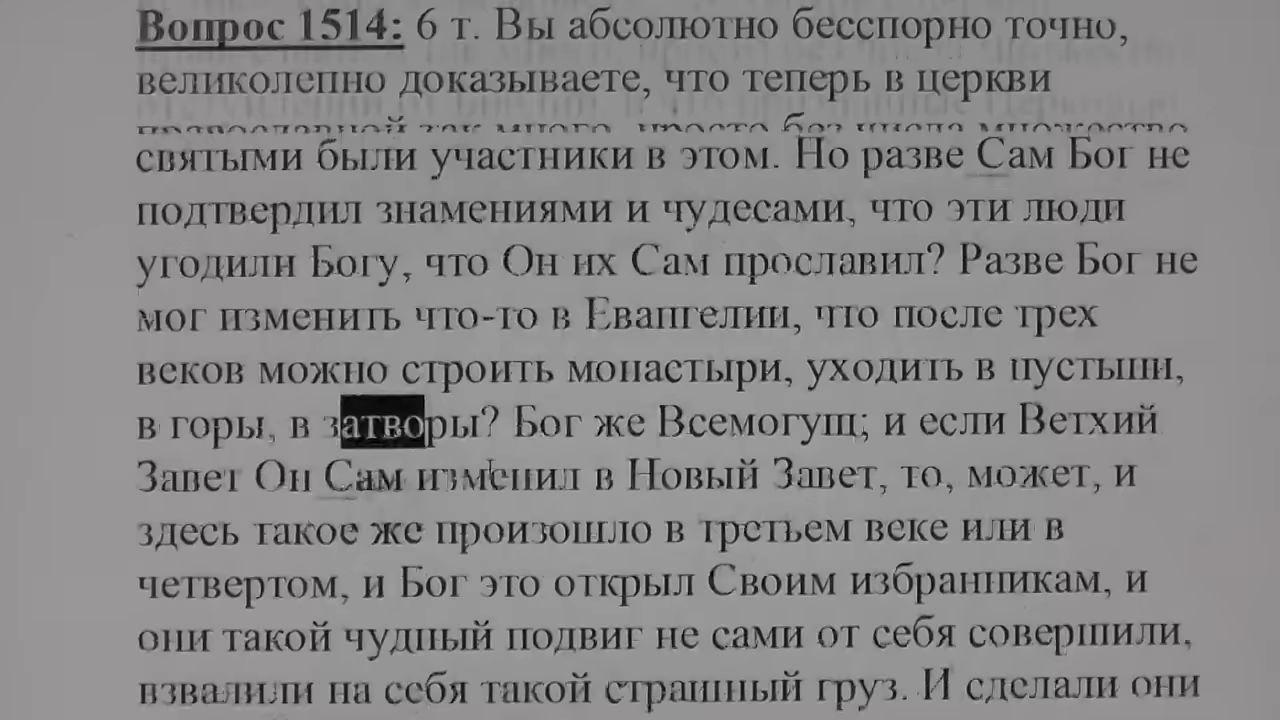 Вопрос 1514: 6 т. Вы абсолютно бесспорно точно,
великолепно доказываете, что теперь в церкви
святыми были участники в этом. Но разве Сам Бог не
подтвердил знамениями и чудесами, что эти люди
угодили Богу, что Он их Сам прославил? Разве Бог не
мог изменить что-то в Евангелии, что после трех
веков можно строить монастыри, уходить в пустыни,
в горы, в затворы? Бог же Всемогущ; и если Ветхий
Завет Он Сам изменил в Новый Завет, то, может, и
здесь такое же произошло в третьем веке или в
четвертом, и Бог это открыл Своим избранникам, и
они такой чудный подвиг не сами от себя совершили,
взвалили на себя такой страшный груз. И сделали они